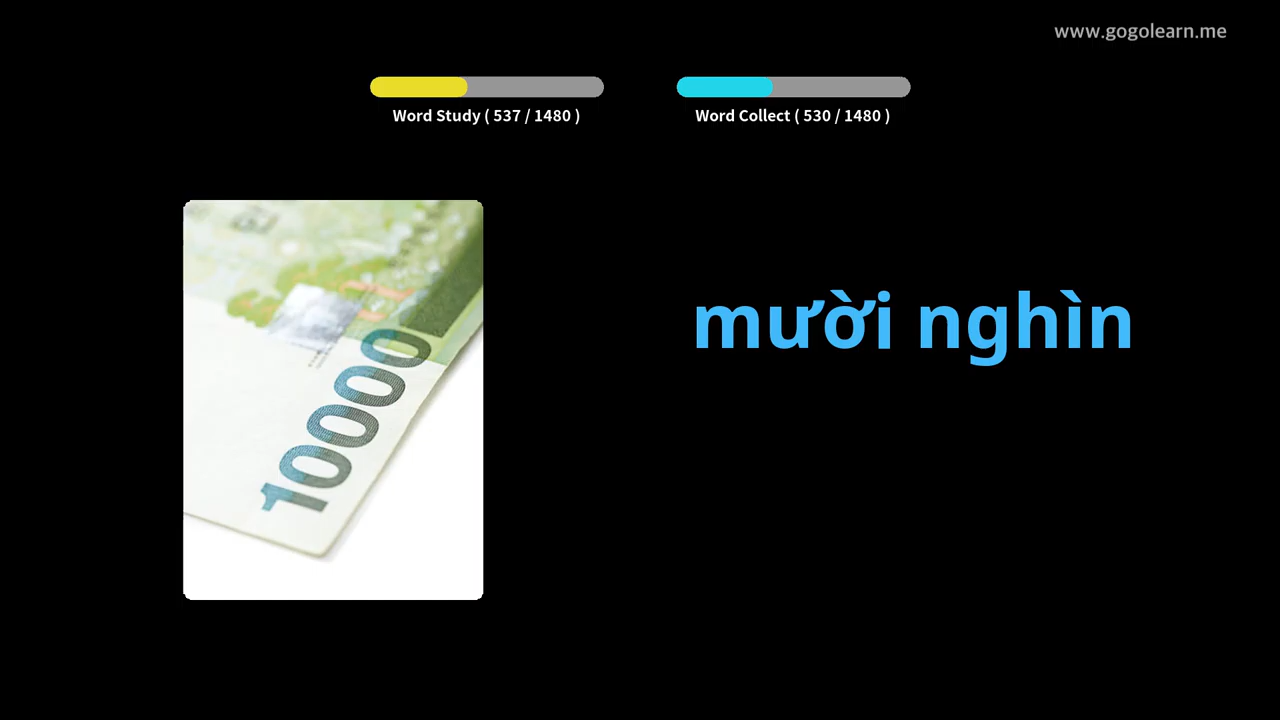 www.gogolearn.me
Word Study ( 537 / 1480 )
Word Collect ( 530 / 1480 )
mười nghìn
10000